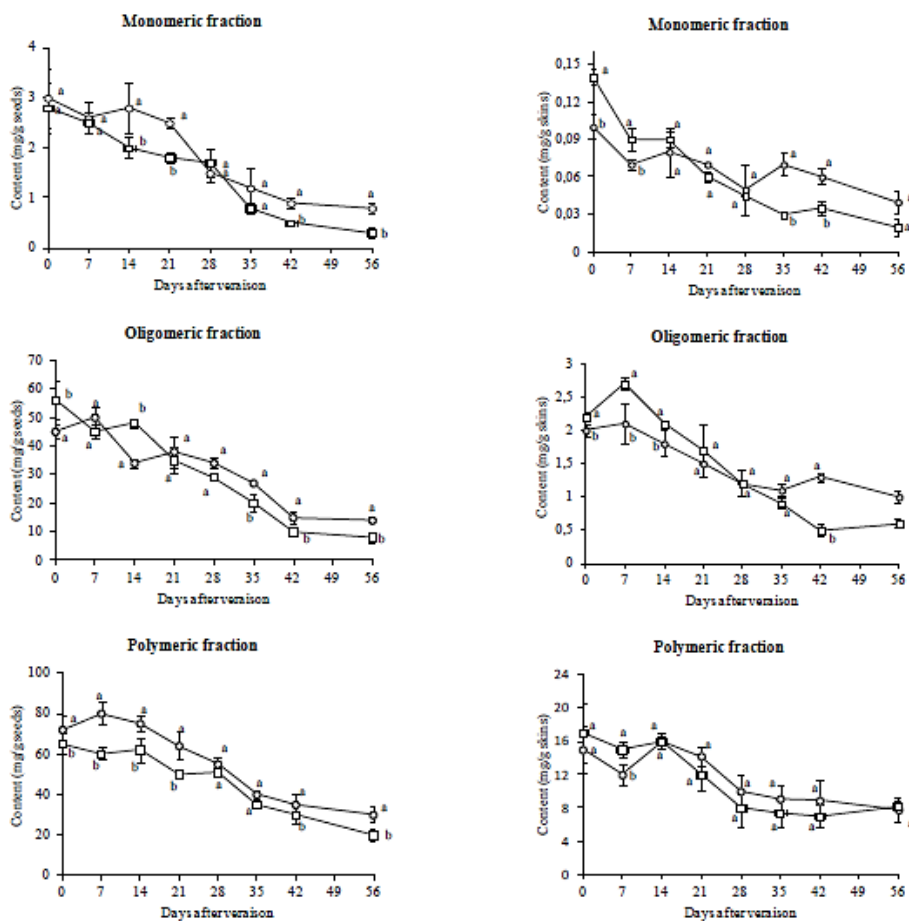 Monomeric fraction
Content (mg/g seeds)
4
3
2
1
0
a
a
a
a
a
b
a
b
a
a
a
a
a
b
a
b
0 7 14 21 28 35 42 49 56
Days after veraison
Monomeric fraction
Content (mg/g skins)
0,15
0,12
0,09
0,06
0,03
0
a
b
a
b
a
a
a
a
a
a
a
b
a
b
a
a
0 7 14 21 28 35 42 49 56
Days after veraison
Oligomeric fraction
Content (mg/g seeds)
70
60
50
40
30
20
10
0
b
a
a
a
b
a
a
a
a
a
a
b
a
b
a
b
0 7 14 21 28 35 42 49 56
Days after veraison
Oligomeric fraction
Content (mg/g skins)
3
2,5
2
1,5
1
0,5
0
a
b
a
b
a
b
a
a
a
a
a
a
a
b
0 7 14 21 28 35 42 49 56
Days after veraison
Polymeric fraction
Content (mg/g seeds)
100
80
60
40
20
0
a
b
a
b
a
b
a
b
a
a
a
a
a
b
a
b
0 7 14 21 28 35 42 49 56
Days after veraison
Polymeric fraction
Content (mg/g skins)
24
20
16
12
8
4
0
a
a
a
b
a
a
a
a
a
a
a
a
a
a
a
0 7 14 21 28 35 42 49 56
Days after veraison